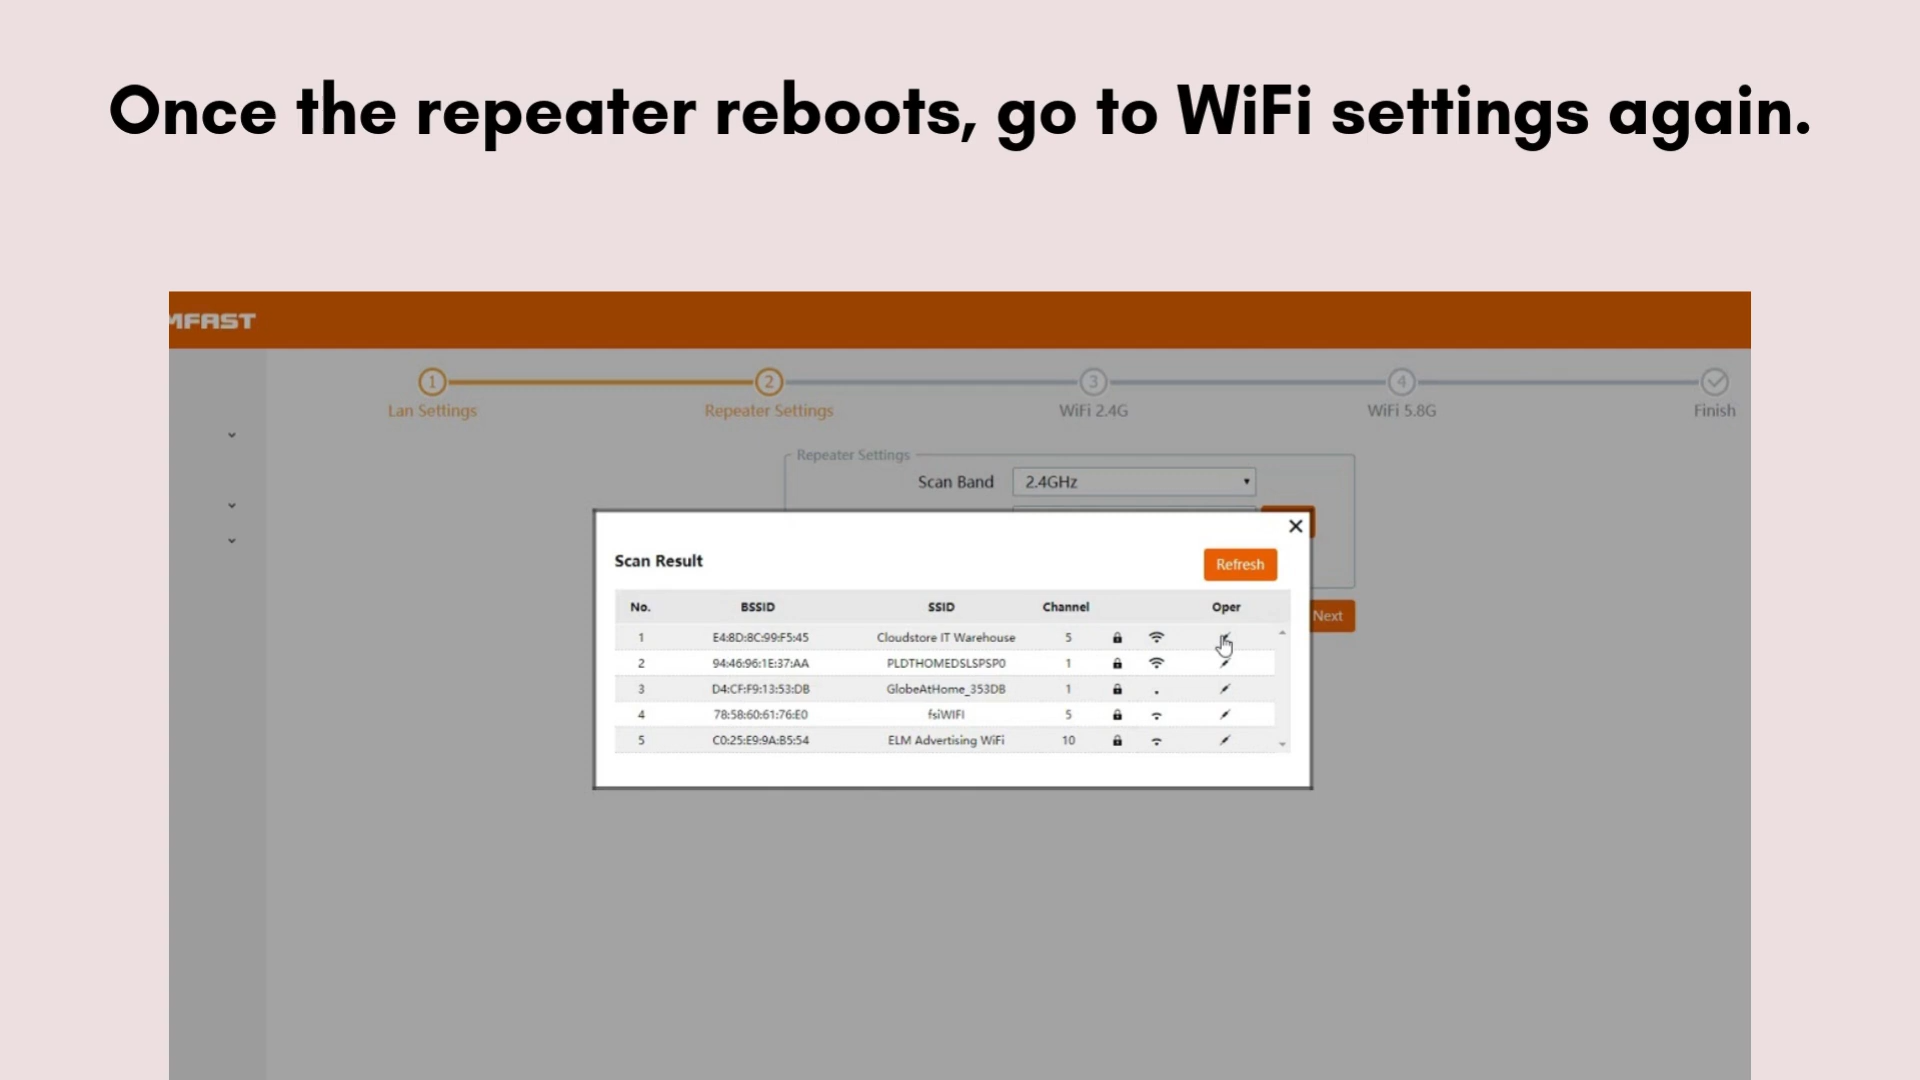 Once the repeater reboots, go to WiFi settings again.
MFAST
1 2 3 4
Lan Settings Repeater Settings WiFi 2.4G WiFi 5.8G Finish
Repeater Settings
Scan Band 2.4GHz
Scan Result Refresh
No. BSSID SSID Channel Oper
Next
1 E4:8D:8C:99:F5:45 Cloudstore IT Warehouse 5
2 94:46:96:1E:37:AA PLDTHOMEDSLSPSP0 1
3 D4:CF:F9:13:53:DB GlobeAtHome_353DB 1
4 78:58:60:61:76:E0 fsiWIFI 5
5 C0:25:E9:9A:B5:54 ELM Advertising WiFi 10